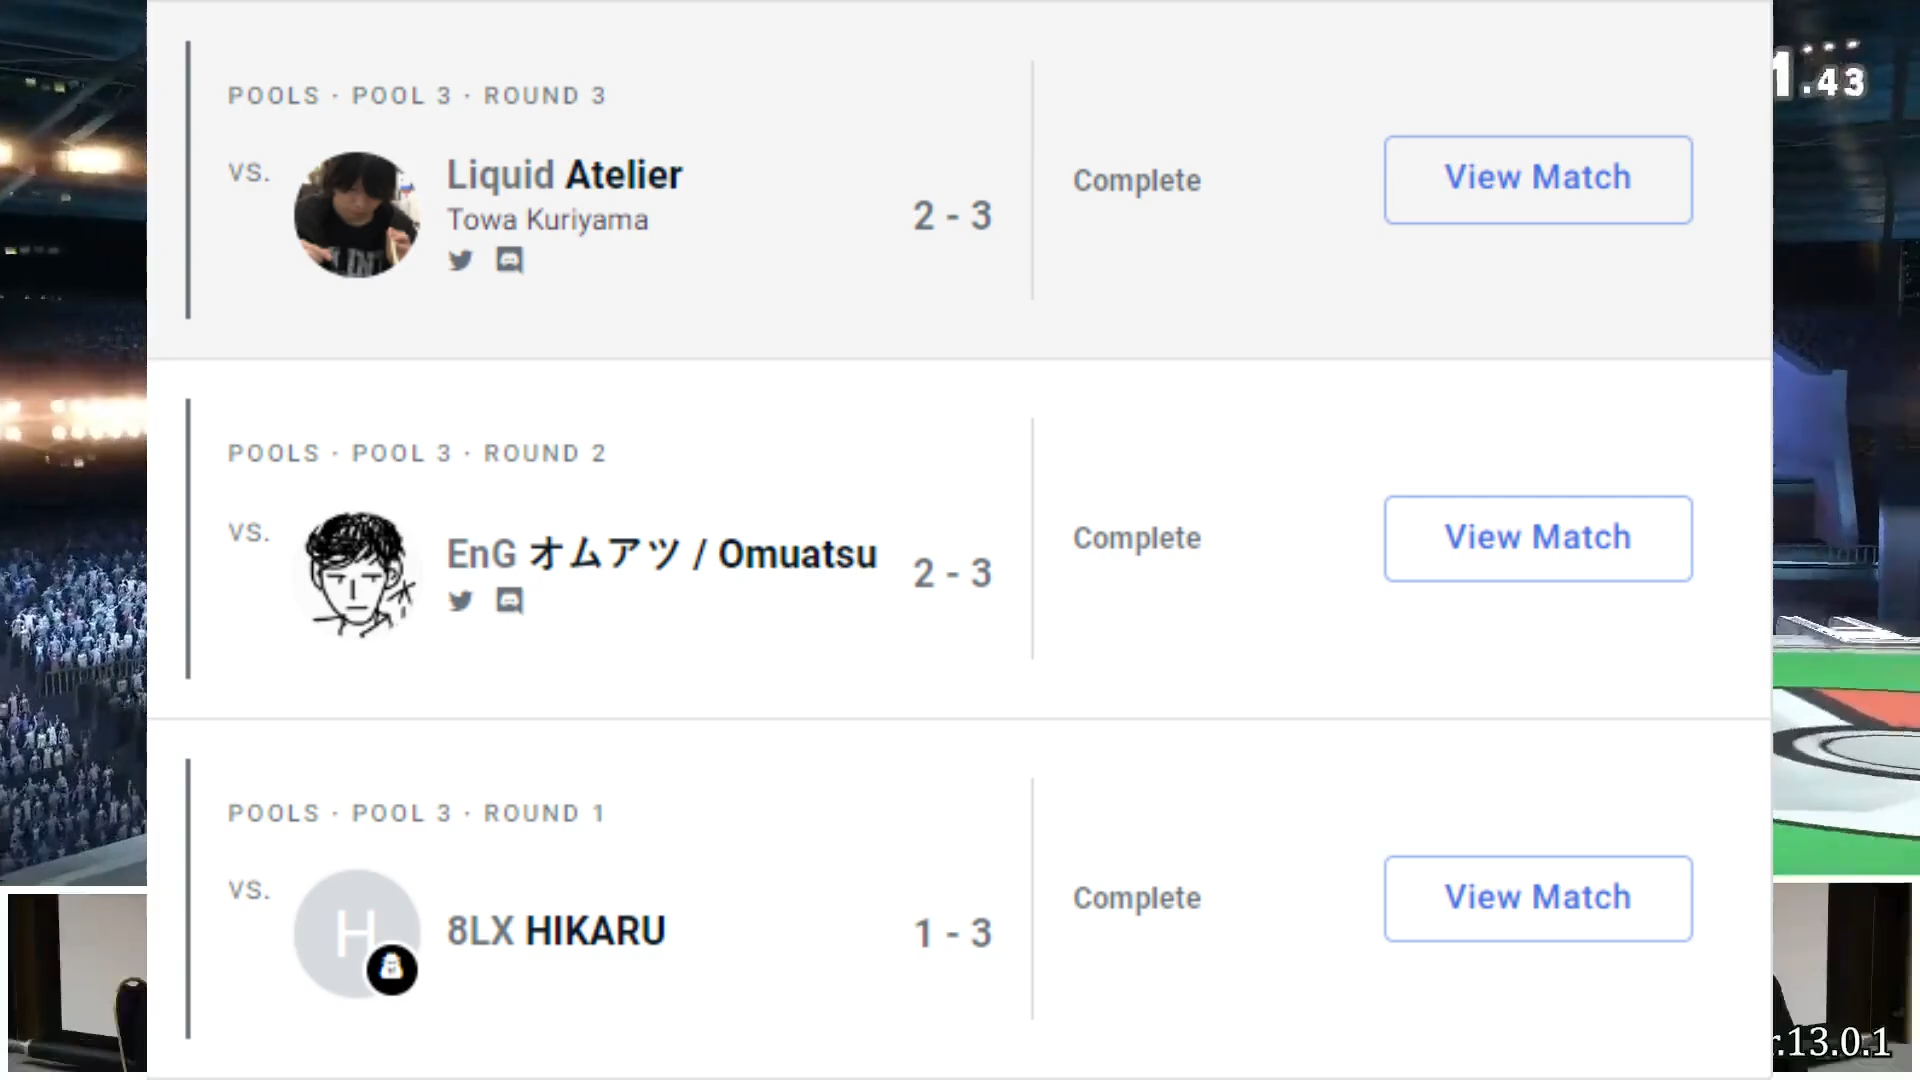 POOLS · POOL 3 · ROUND 3
VS.
Liquid Atelier
Towa Kuriyama
2 - 3
Complete
View Match
POOLS · POOL 3 · ROUND 2
VS.
EnG オムアツ / Omuatsu
2 - 3
Complete
View Match
POOLS · POOL 3 · ROUND 1
VS.
H
8LX HIKARU
1 - 3
Complete
View Match
1.43
r.13.0.1